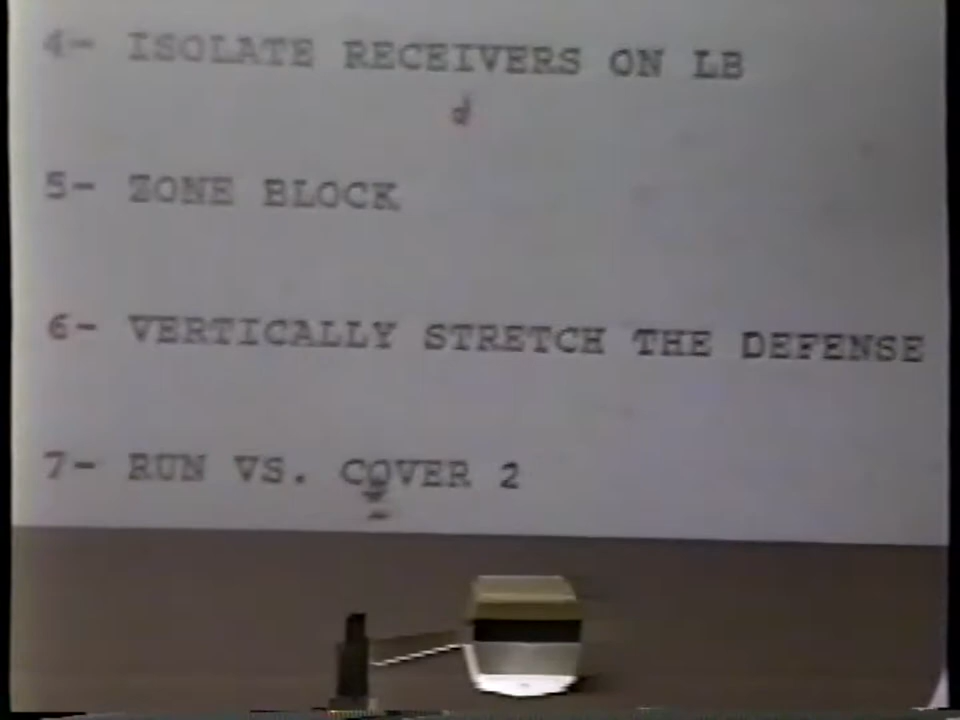 4- ISOLATE RECEIVERS ON LB
5- ZONE BLOCK
6- VERTICALLY STRETCH THE DEFENSE
7- RUN VS. COVER 2